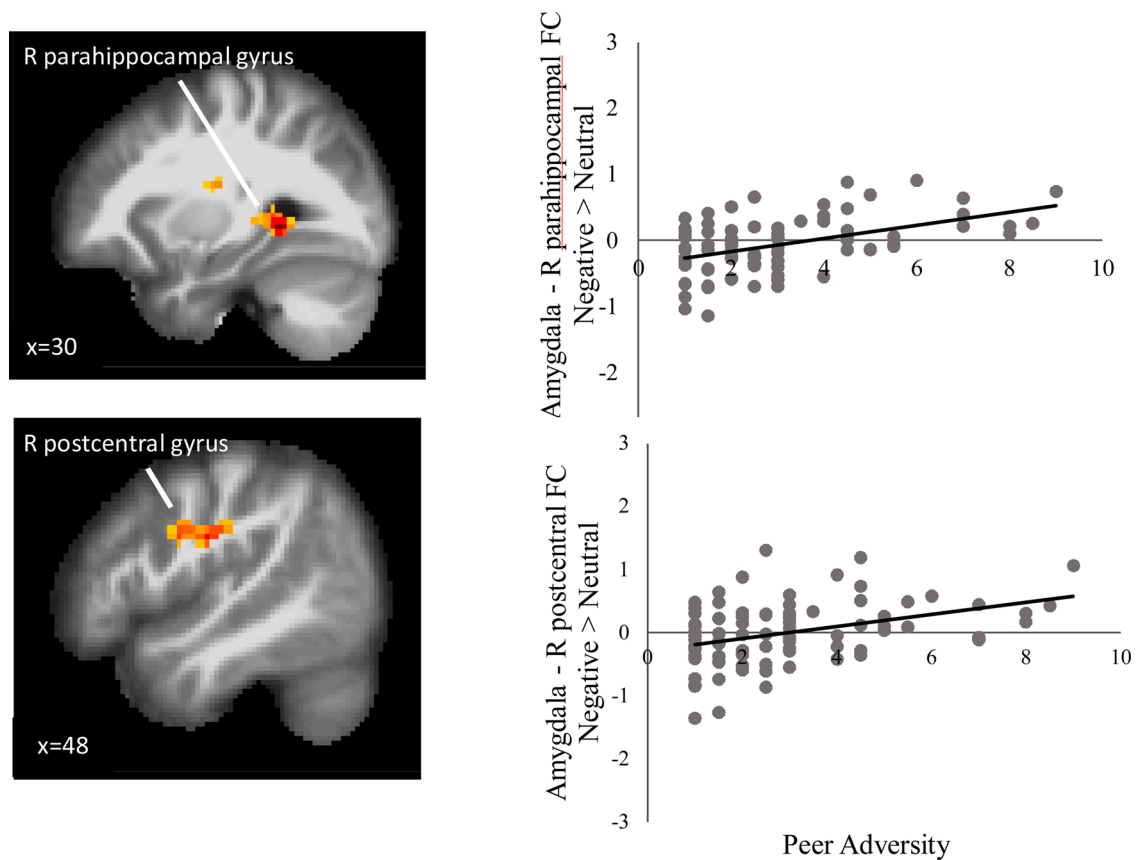 R parahippocampal gyrus
x=30
Amygdala - R parahippocampal FC
Negative > Neutral
3
2
1
0
-1
-2
0
2
4
6
8
10
R postcentral gyrus
x=48
Amygdala - R postcentral FC
Negative > Neutral
3
2
1
0
-1
-2
-3
0
2
4
6
8
10
Peer Adversity